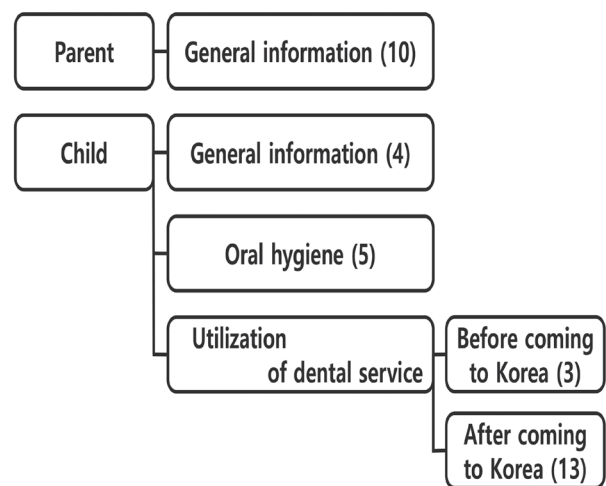 Parent
General information (10)
Child
General information (4)
Oral hygiene (5)
Utilization
of dental service
Before coming
to Korea (3)
After coming
to Korea (13)